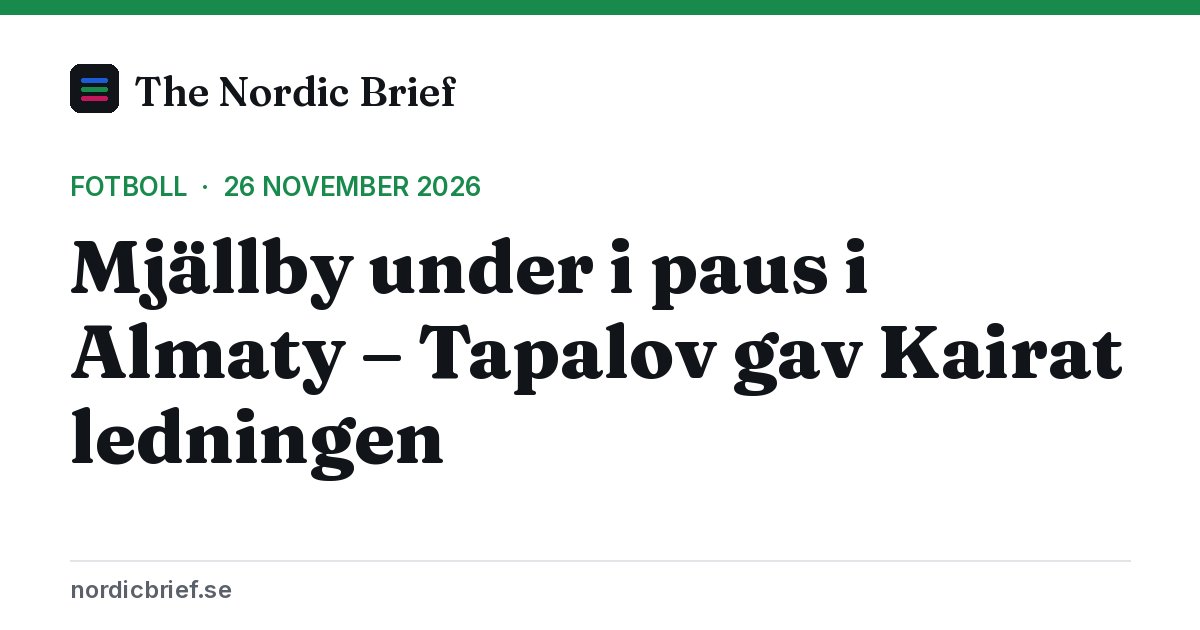 The Nordic Brief
FOTBOLL · 26 NOVEMBER 2026
Mjällby under i paus i
Almaty – Tapalov gav Kairat
ledningen
nordicbrief.se